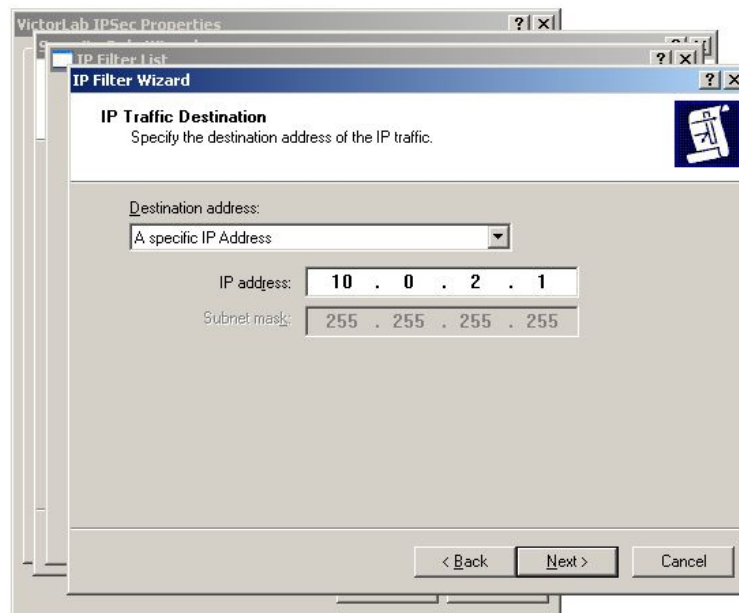 VictorLab IPSec Properties
IP Filter List
IP Filter Wizard
IP Traffic Destination
Specify the destination address of the IP traffic.
Destination address:
A specific IP Address
IP address: 10 . 0 . 2 . 1
Subnet mask: 255 . 255 . 255 . 255
< Back Next > Cancel